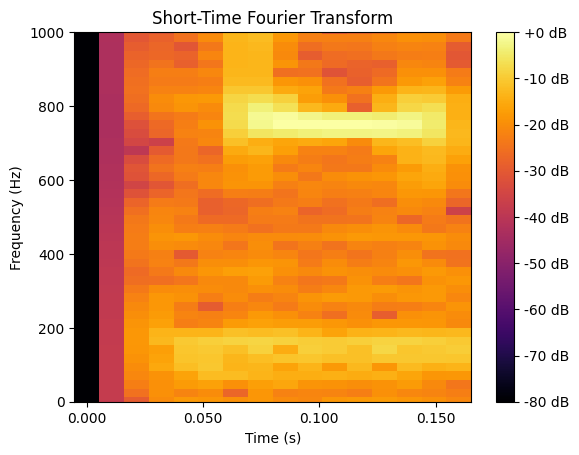 Short-Time Fourier Transform
1000
800
600
400
200
0
Frequency (Hz)
0.000
0.050
0.100
0.150
Time (s)
+0 dB
-10 dB
-20 dB
-30 dB
-40 dB
-50 dB
-60 dB
-70 dB
-80 dB